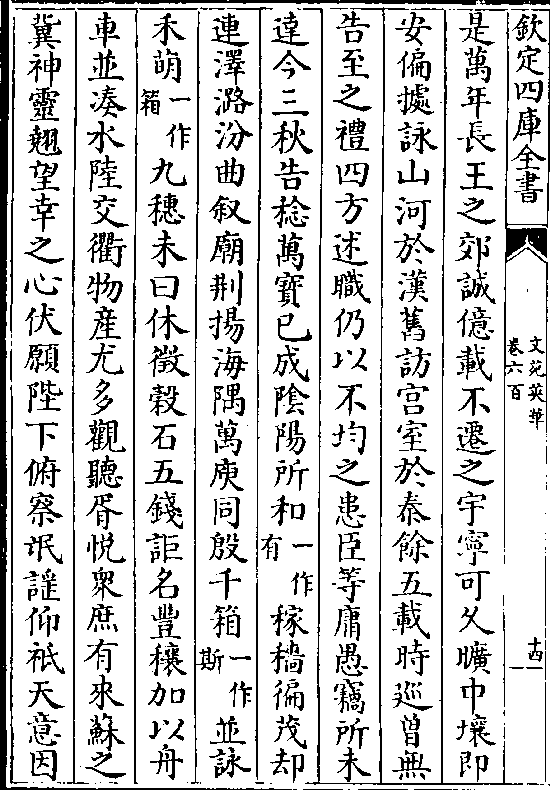 欽定四庫全書
文苑英華
卷六百
十四
是萬年長王之郊誠億載不遷之宇寧可久曠中壤即
安偏據詠山河於漢舊訪宫室於秦餘五載時巡曾無
告至之禮四方述職仍以不均之患臣等庸愚竊所未
達今三秋告稔萬寳已成隂陽所和一作有稼穡徧茂却
連澤潞汾曲叙廟荆揚海隅萬庾同殷千箱一作斯並詠
禾萌一作箱九穗未曰休徵穀石五錢詎名豐穰加以舟
車並凑水陸交衢物産尤多觀聽胥悦衆庶有來蘇之
冀神靈翹望幸之心伏願陛下俯察氓謡仰祗天意因